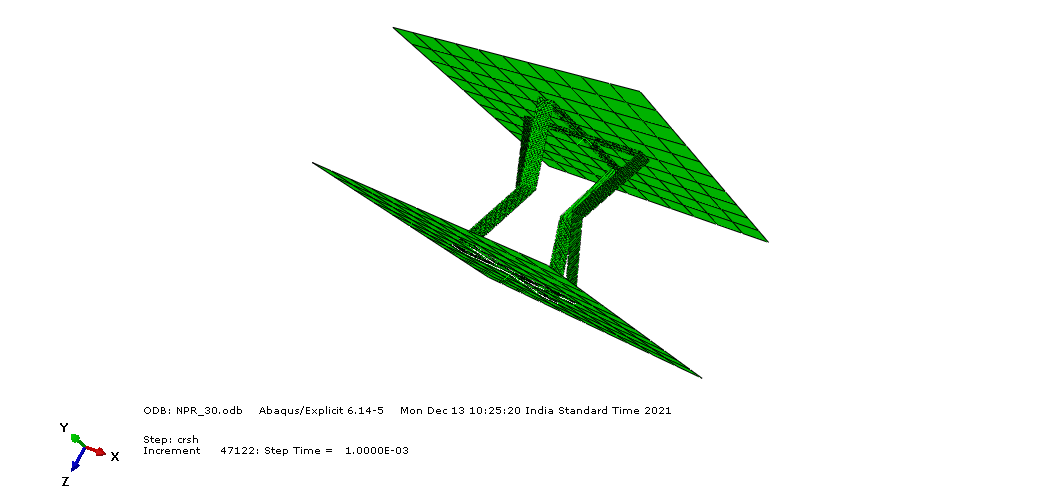 ODB: NPR_30.odb    Abaqus/Explicit 6.14-5    Mon Dec 13 10:25:20 India Standard Time 2021
Y
Step: crsh
Increment    47122: Step Time =    1.0000E-03
X
Z